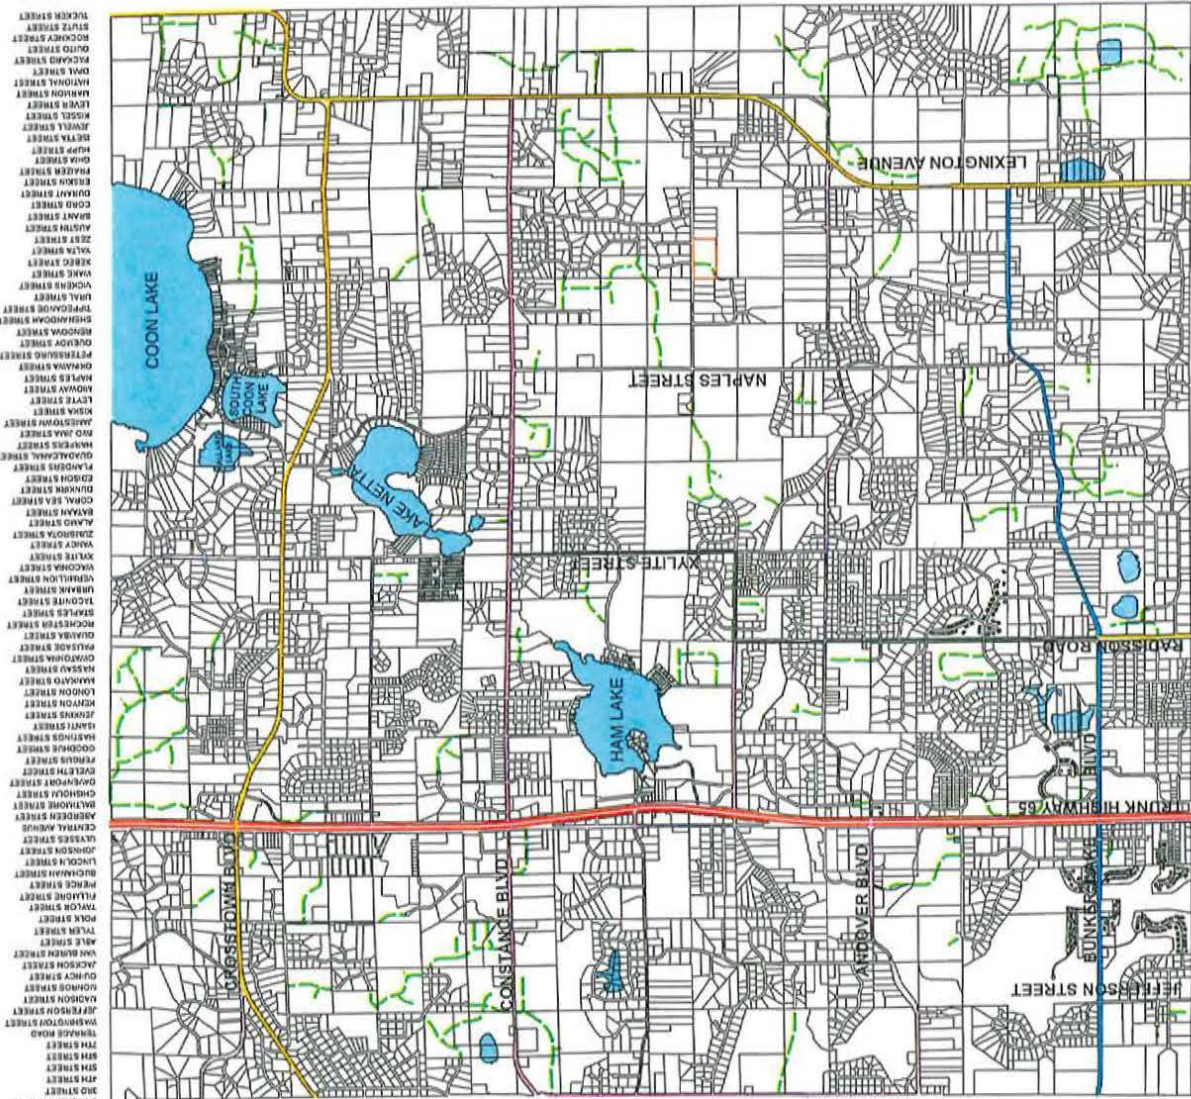 TUCKER STREET
STUTZ STREET
ROCKNEY STREET
QUITO STREET
PACKARD STREET
OPAL STREET
NATIONAL STREET
MARMON STREET
LEVER STREET
KISSEL STREET
JEWELL STREET
ISETTA STREET
HUPP STREET
GHIA STREET
FRAIZER STREET
ERSKIN STREET
DURANT STREET
CORD STREET
BRANT STREET
AUSTIN STREET
ZEST STREET
YALTA STREET
XEBEC STREET
WAKE STREET
VICKERS STREET
URAL STREET
TIPPECANOE STREET
SHENANDOAH STREET
RENDOVA STREET
QUEMOY STREET
PETERSBURG STREET
OKINAWA STREET
NAPLES STREET
MIDWAY STREET
LEYTE STREET
KISKA STREET
JAMESTOWN STREET
IWO JIMA STREET
HARPERS STREET
GUADALCANAL STREET
FLANDERS STREET
EDISON STREET
DUNKIRK STREET
CORAL SEA STREET
BATAAN STREET
ALAMO STREET
ZUMBROTA STREET
YANCY STREET
XYLITE STREET
WACONIA STREET
VERMILLION STREET
URBANK STREET
TACONITE STREET
STAPLES STREET
ROCHESTER STREET
QUAMBA STREET
PALISADE STREET
OWATONNA STREET
NASSAU STREET
MANKATO STREET
LONDON STREET
KENYON STREET
JENKINS STREET
ISANTI STREET
HASTINGS STREET
GOODHUE STREET
FERGUS STREET
EVELETH STREET
DAVENPORT STREET
CHISHOLM STREET
BALTIMORE STREET
ABERDEEN STREET
CENTRAL AVENUE
ULYSSES STREET
JOHNSON STREET
LINCOLN STREET
BUCHANAN STREET
PIERCE STREET
FILLMORE STREET
TAYLOR STREET
POLK STREET
TYLER STREET
ABLE STREET
VAN BUREN STREET
JACKSON STREET
QUINCY STREET
MONROE STREET
MADISON STREET
JEFFERSON STREET
WASHINGTON STREET
TERRACE ROAD
7TH STREET
6TH STREET
5TH STREET
4TH STREET
3RD STREET
LEXINGTON AVENUE
COON LAKE
SOUTH
COON
LAKE
NAPLES STREET
LAKE NETTA
XYLITE STREET
RADISSON ROAD
HAM LAKE
TRUNK HIGHWAY 65
CROSSTOWN
CONSTANCE BLVD
ANDOVER BLVD
BUNKER LAKE BLVD
JEFFERSON STREET